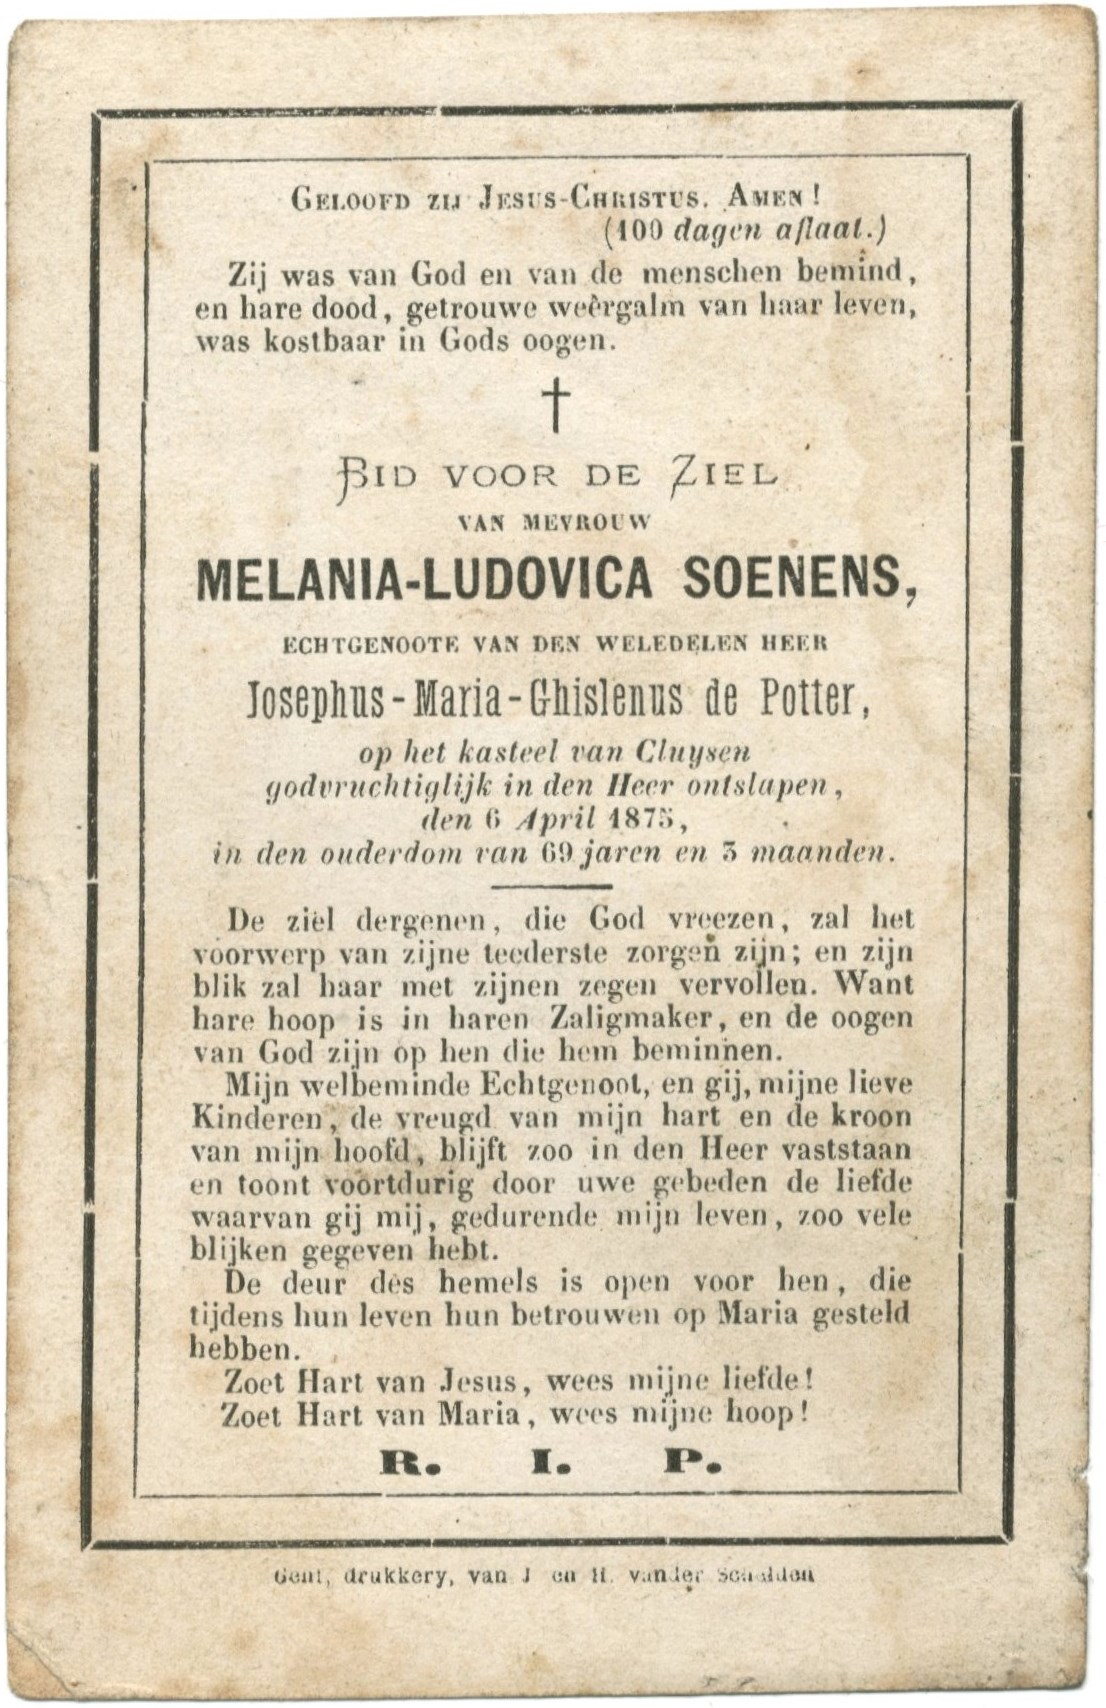 GELOOFD ZIJ JESUS-CHRISTUS. AMEN!
(100 dagen aflaat.)
Zij was van God en van de menschen bemind,
en hare dood, getrouwe weêrgalm van haar leven,
was kostbaar in Gods oogen.
†
BID VOOR DE ZIEL
VAN MEVROUW
MELANIA-LUDOVICA SOENENS,
ECHTGENOOTE VAN DEN WELEDELEN HEER
Josephus-Maria-Ghislenus de Potter,
op het kasteel van Cluysen
godvruchtiglijk in den Heer ontslapen,
den 6 April 1875,
in den ouderdom van 69 jaren en 3 maanden.
De ziel dergenen, die God vreezen, zal het
voorwerp van zijne teederste zorgen zijn; en zijn
blik zal haar met zijnen zegen vervollen. Want
hare hoop is in haren Zaligmaker, en de oogen
van God zijn op hen die hem beminnen.
Mijn welbeminde Echtgenoot, en gij, mijne lieve
Kinderen, de vreugd van mijn hart en de kroon
van mijn hoofd, blijft zoo in den Heer vaststaan
en toont voortdurig door uwe gebeden de liefde
waarvan gij mij, gedurende mijn leven, zoo vele
blijken gegeven hebt.
De deur des hemels is open voor hen, die
tijdens hun leven hun betrouwen op Maria gesteld
hebben.
Zoet Hart van Jesus, wees mijne liefde!
Zoet Hart van Maria, wees mijne hoop!
R. I. P.
Gent, drukkery, van J en H. vander Schelden